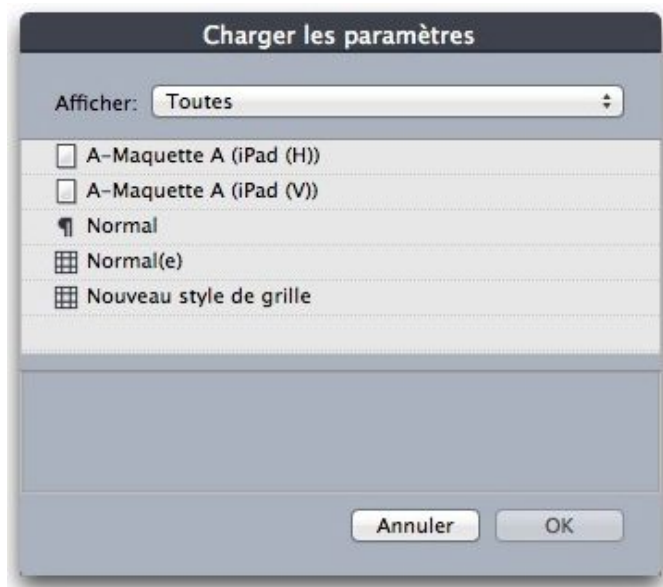 Charger les paramètres
Afficher: Toutes
A-Maquette A (iPad (H))
A-Maquette A (iPad (V))
¶ Normal
Normal(e)
Nouveau style de grille
Annuler OK